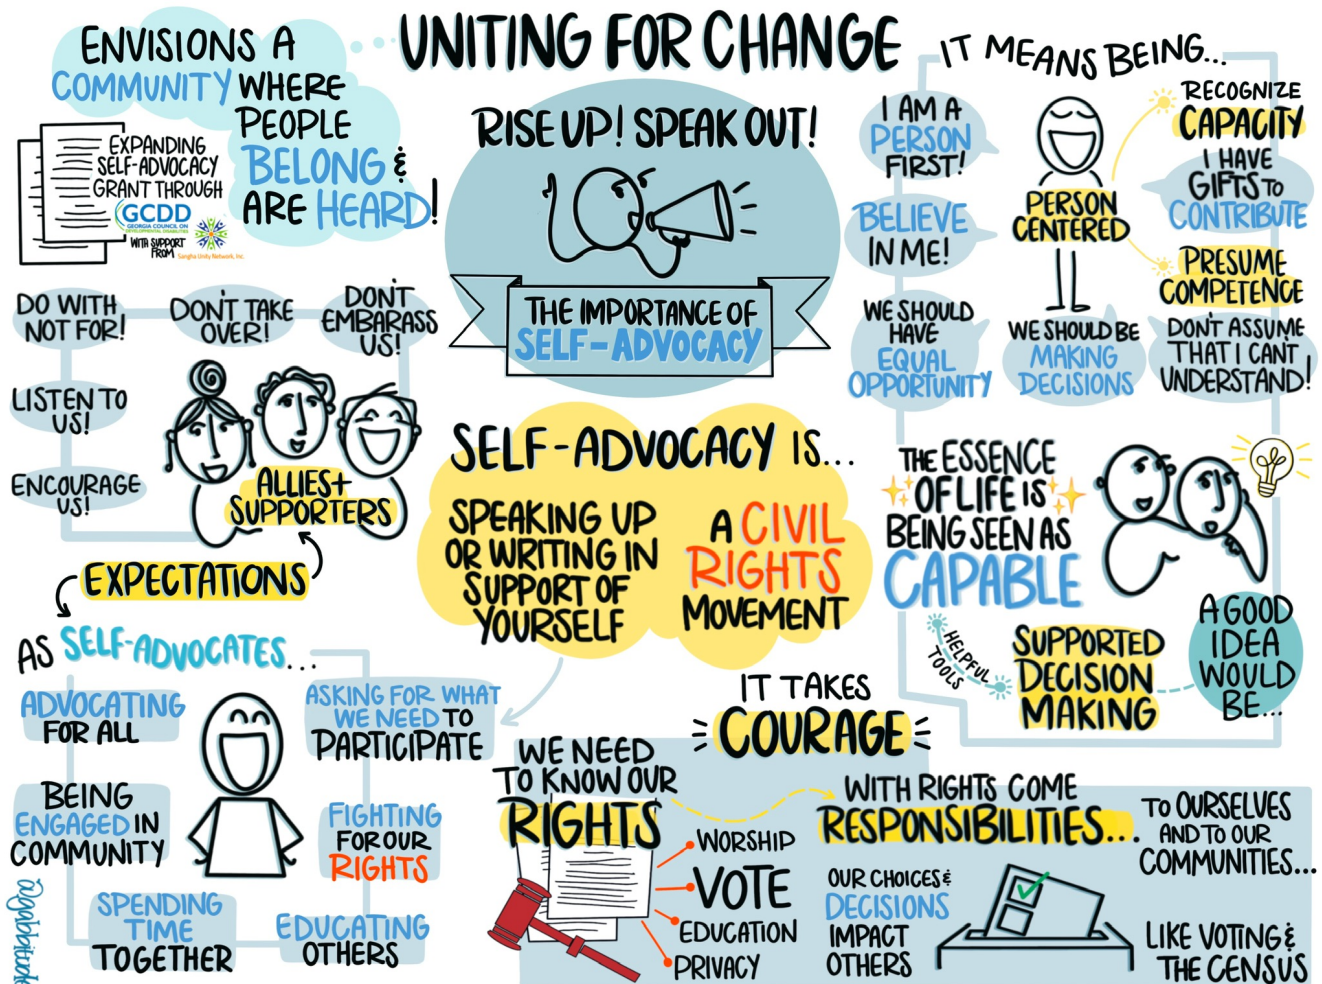 ENVISIONS A
COMMUNITY WHERE
PEOPLE
BELONG &
ARE HEARD!
EXPANDING
SELF-ADVOCACY
GRANT THROUGH
GCDD
GEORGIA COUNCIL ON
DEVELOPMENTAL DISABILITIES
WITH SUPPORT
FROM
Sangha Unity Network, Inc.
UNITING FOR CHANGE
RISE UP! SPEAK OUT!
THE IMPORTANCE OF
SELF-ADVOCACY
IT MEANS BEING...
I AM A
PERSON
FIRST!
BELIEVE
IN ME!
WE SHOULD
HAVE
EQUAL
OPPORTUNITY
PERSON
CENTERED
WE SHOULD BE
MAKING
DECISIONS
RECOGNIZE
CAPACITY
I HAVE
GIFTS TO
CONTRIBUTE
PRESUME
COMPETENCE
DON'T ASSUME
THAT I CAN'T
UNDERSTAND!
DO WITH
NOT FOR!
DON'T TAKE
OVER!
DON'T
EMBARASS
US!
LISTEN TO
US!
ENCOURAGE
US!
ALLIES+
SUPPORTERS
EXPECTATIONS
SELF-ADVOCACY IS...
SPEAKING UP
OR WRITING IN
SUPPORT OF
YOURSELF
A CIVIL
RIGHTS
MOVEMENT
THE ESSENCE
OF LIFE IS
BEING SEEN AS
CAPABLE
HELPFUL
TOOLS
SUPPORTED
DECISION
MAKING
A GOOD
IDEA
WOULD
BE...
AS SELF-ADVOCATES...
ADVOCATING
FOR ALL
BEING
ENGAGED IN
COMMUNITY
SPENDING
TIME
TOGETHER
ASKING FOR WHAT
WE NEED TO
PARTICIPATE
FIGHTING
FOR OUR
RIGHTS
EDUCATING
OTHERS
IT TAKES
COURAGE
WE NEED
TO KNOW OUR
RIGHTS
WORSHIP
VOTE
EDUCATION
PRIVACY
WITH RIGHTS COME
RESPONSIBILITIES...
TO OURSELVES
AND TO OUR
COMMUNITIES...
OUR CHOICES &
DECISIONS
IMPACT
OTHERS
LIKE VOTING &
THE CENSUS